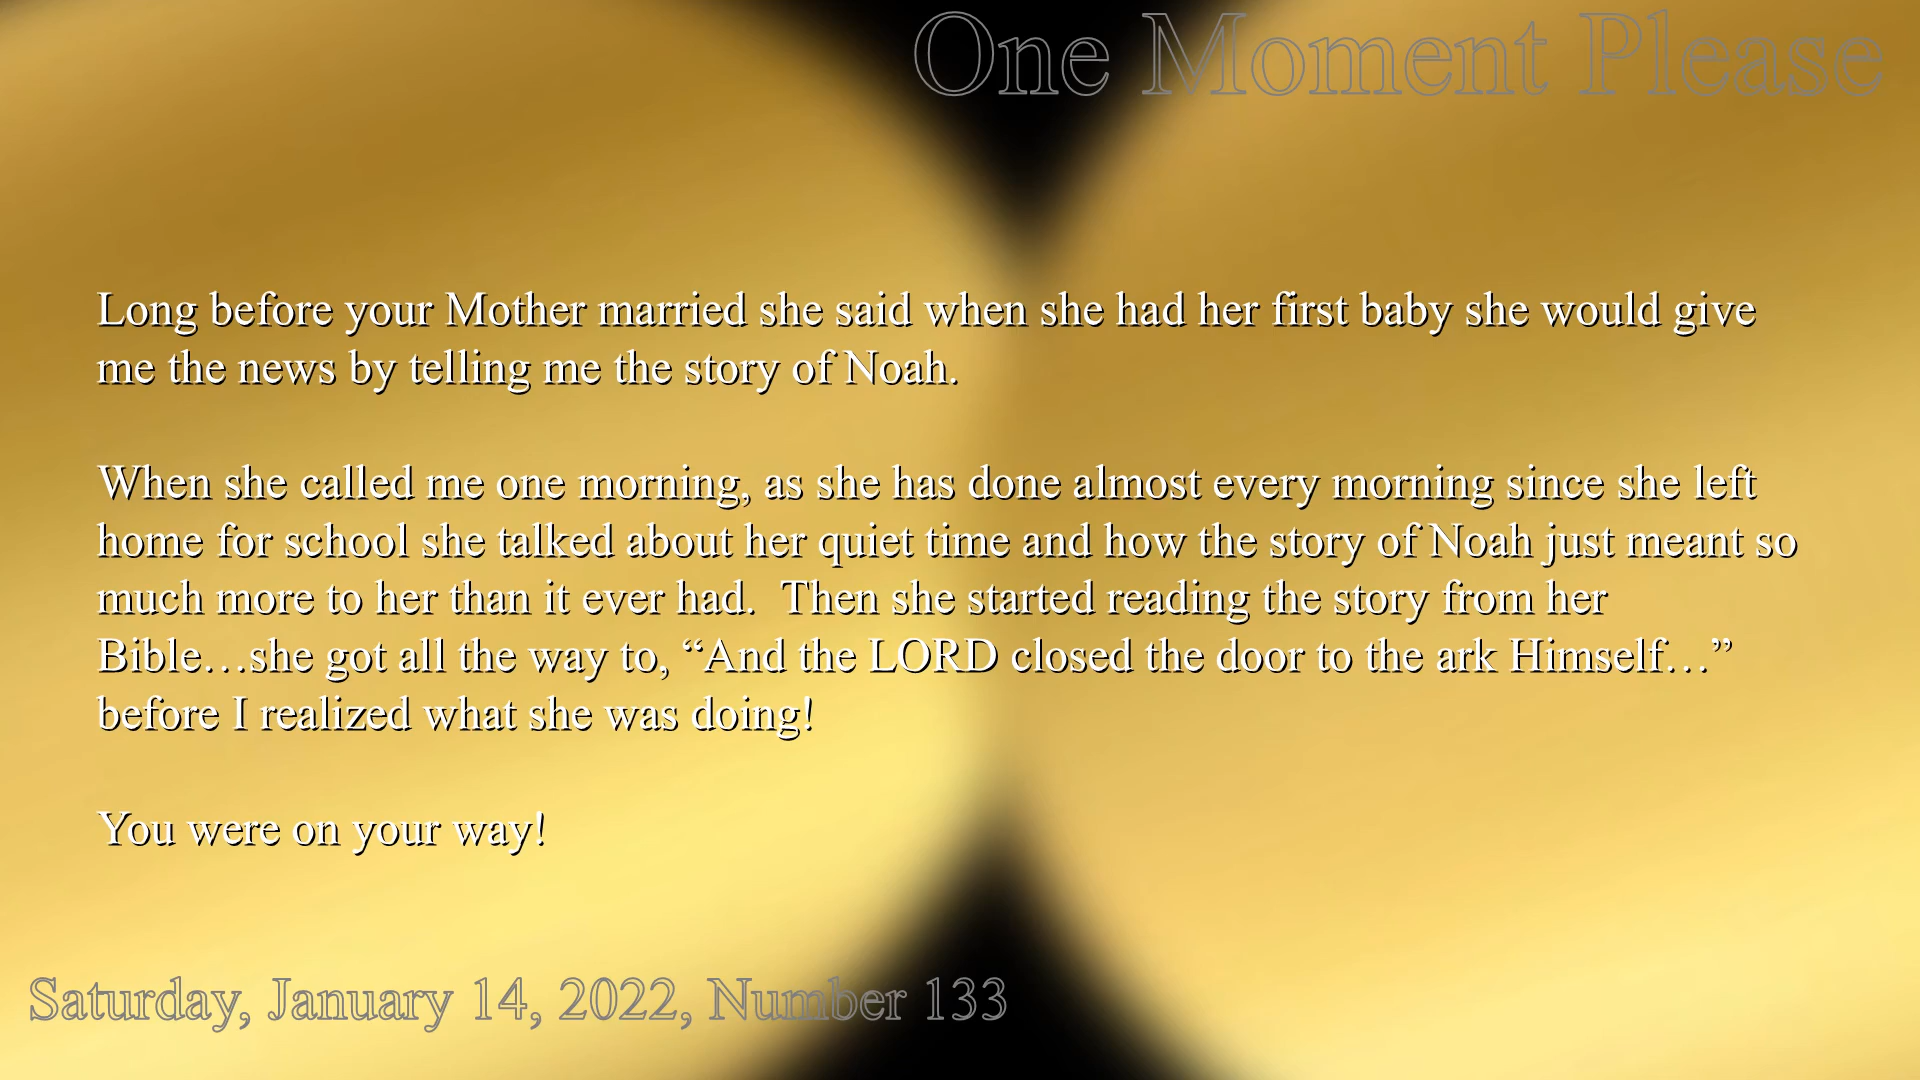 One Moment Please
Long before your Mother married she said when she had her first baby she would give
me the news by telling me the story of Noah.
When she called me one morning, as she has done almost every morning since she left
home for school she talked about her quiet time and how the story of Noah just meant so
much more to her than it ever had.  Then she started reading the story from her
Bible…she got all the way to, “And the LORD closed the door to the ark Himself…”
before I realized what she was doing!
You were on your way!
Saturday, January 14, 2022, Number 133